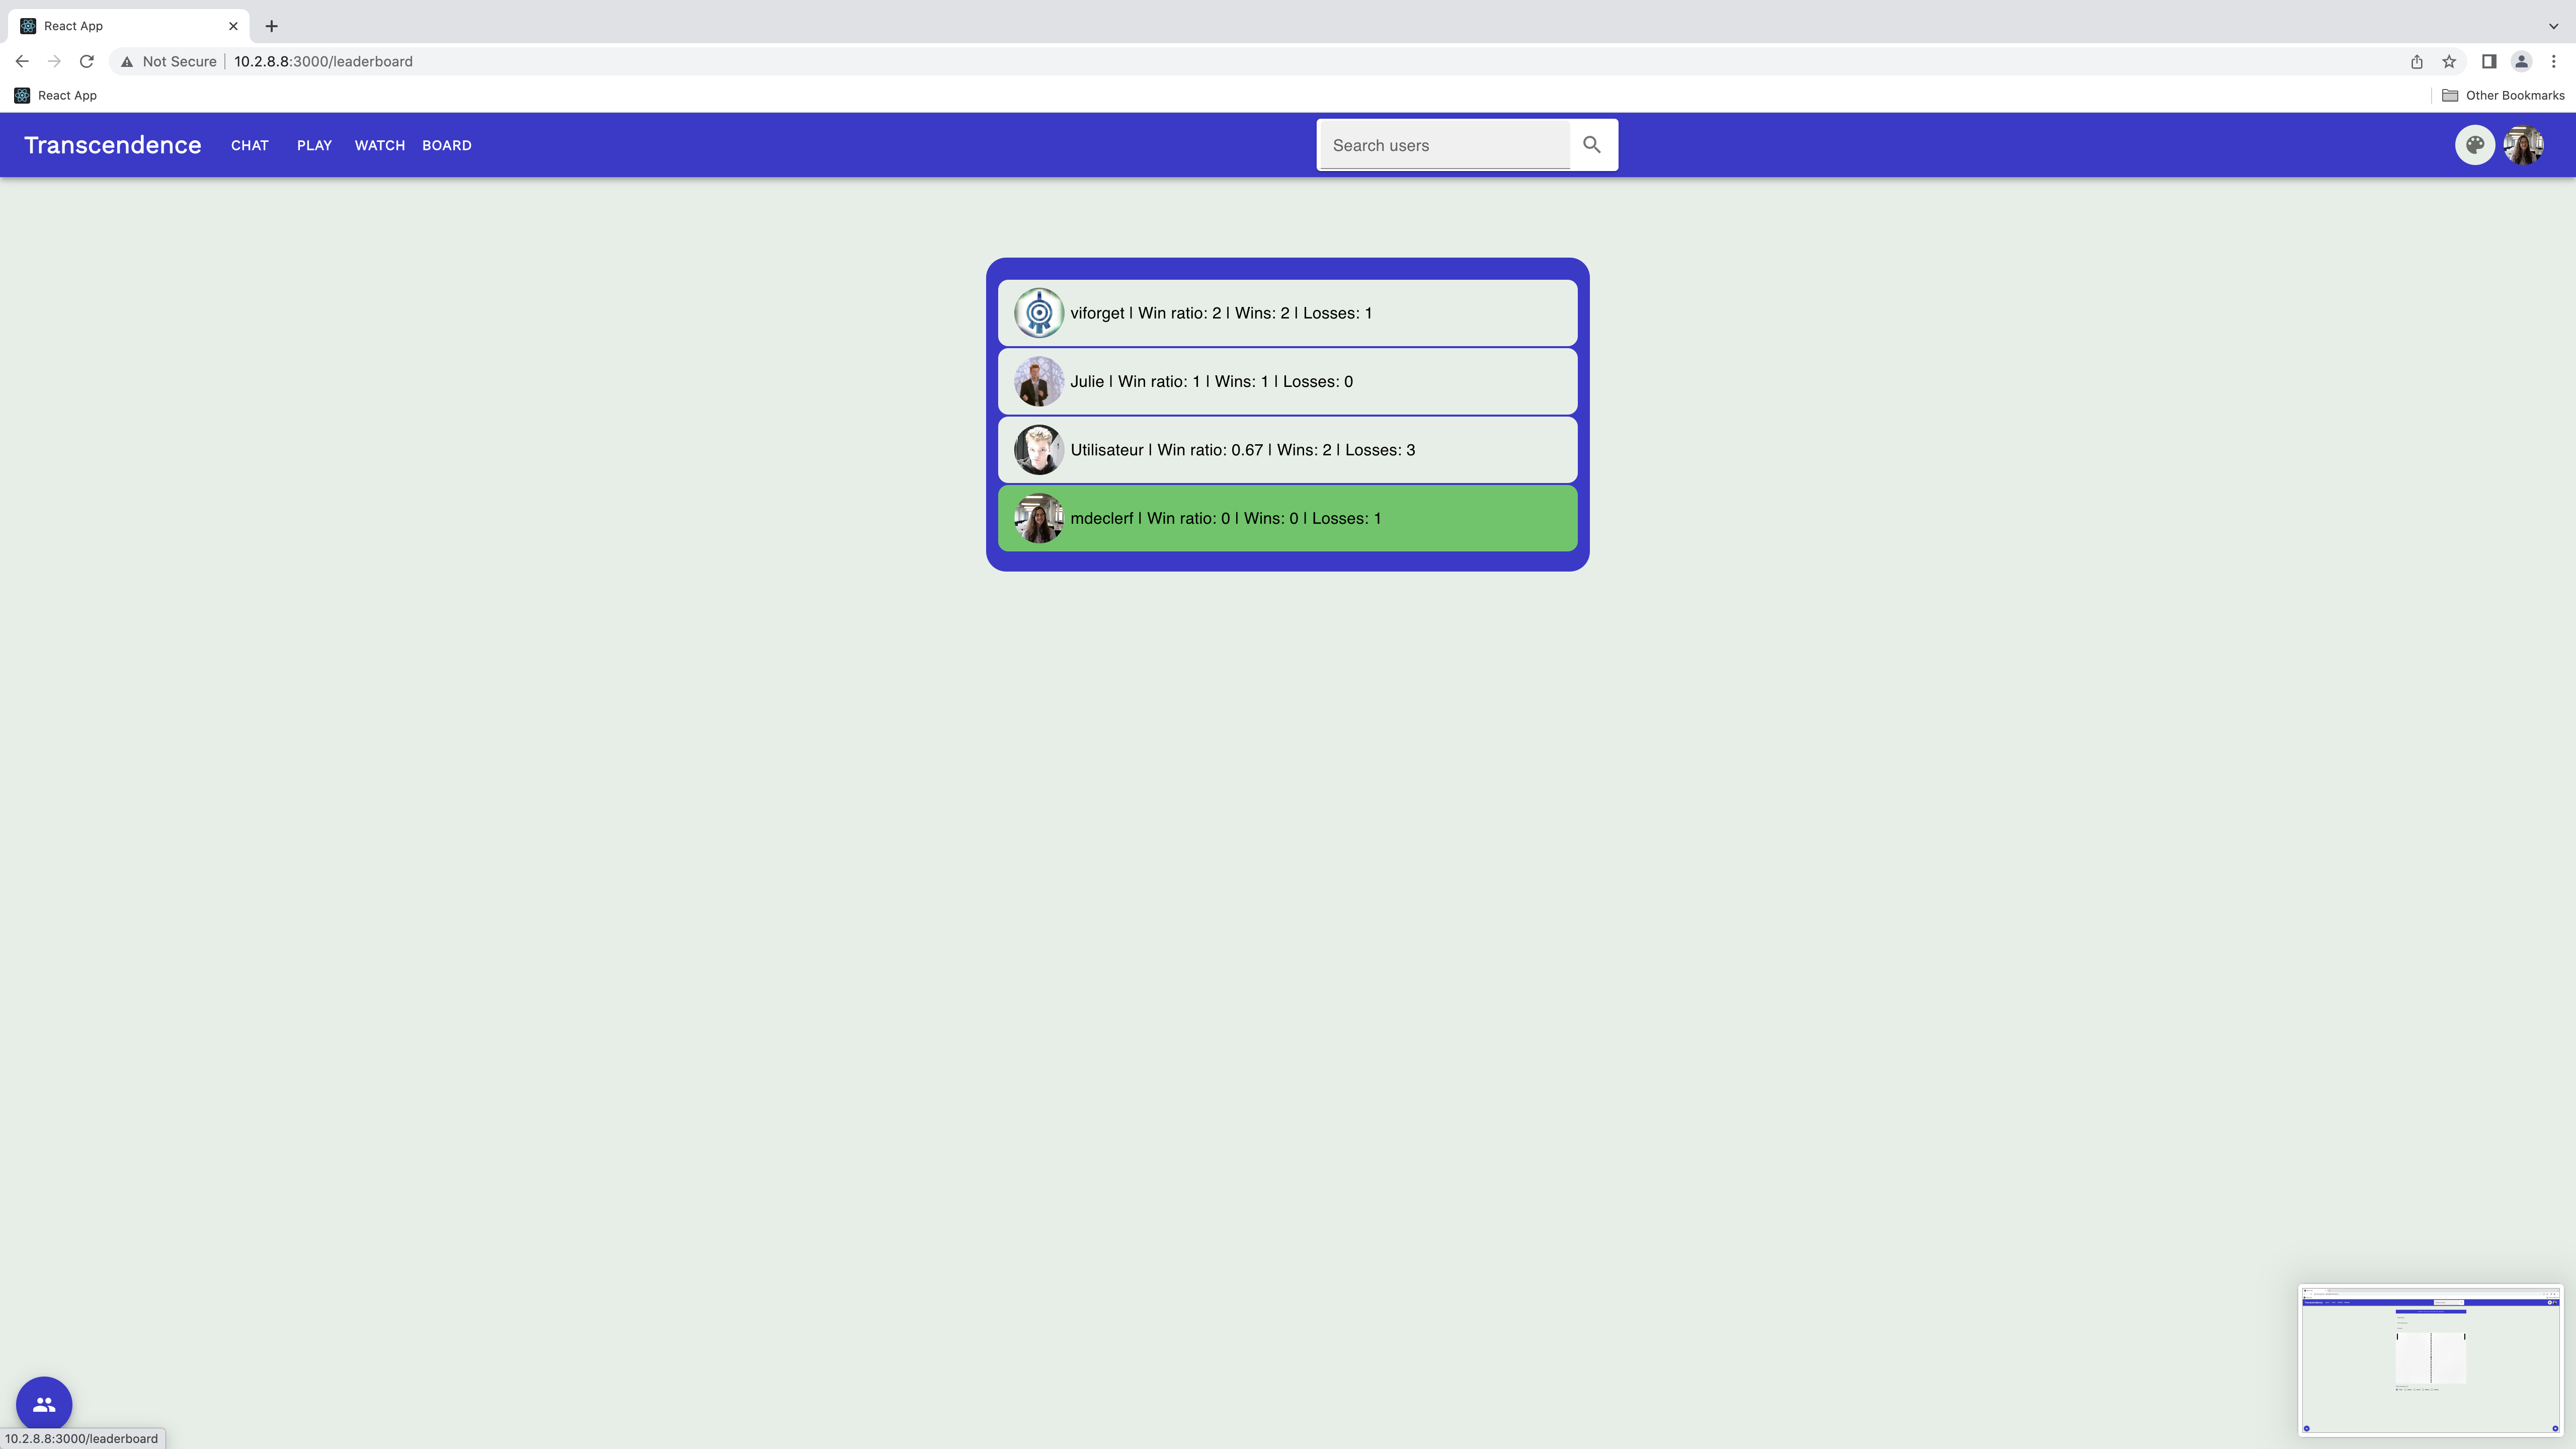 React App
Not Secure 10.2.8.8:3000/leaderboard
React App
Other Bookmarks
Transcendence CHAT PLAY WATCH BOARD Search users
viforget | Win ratio: 2 | Wins: 2 | Losses: 1
Julie | Win ratio: 1 | Wins: 1 | Losses: 0
Utilisateur | Win ratio: 0.67 | Wins: 2 | Losses: 3
mdeclerf | Win ratio: 0 | Wins: 0 | Losses: 1
Transcendence
10.2.8.8:3000/leaderboard